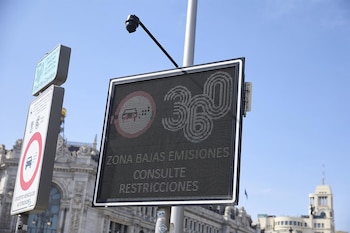 360
ZONA BAJAS EMISIONES
CONSULTE
RESTRICCIONES